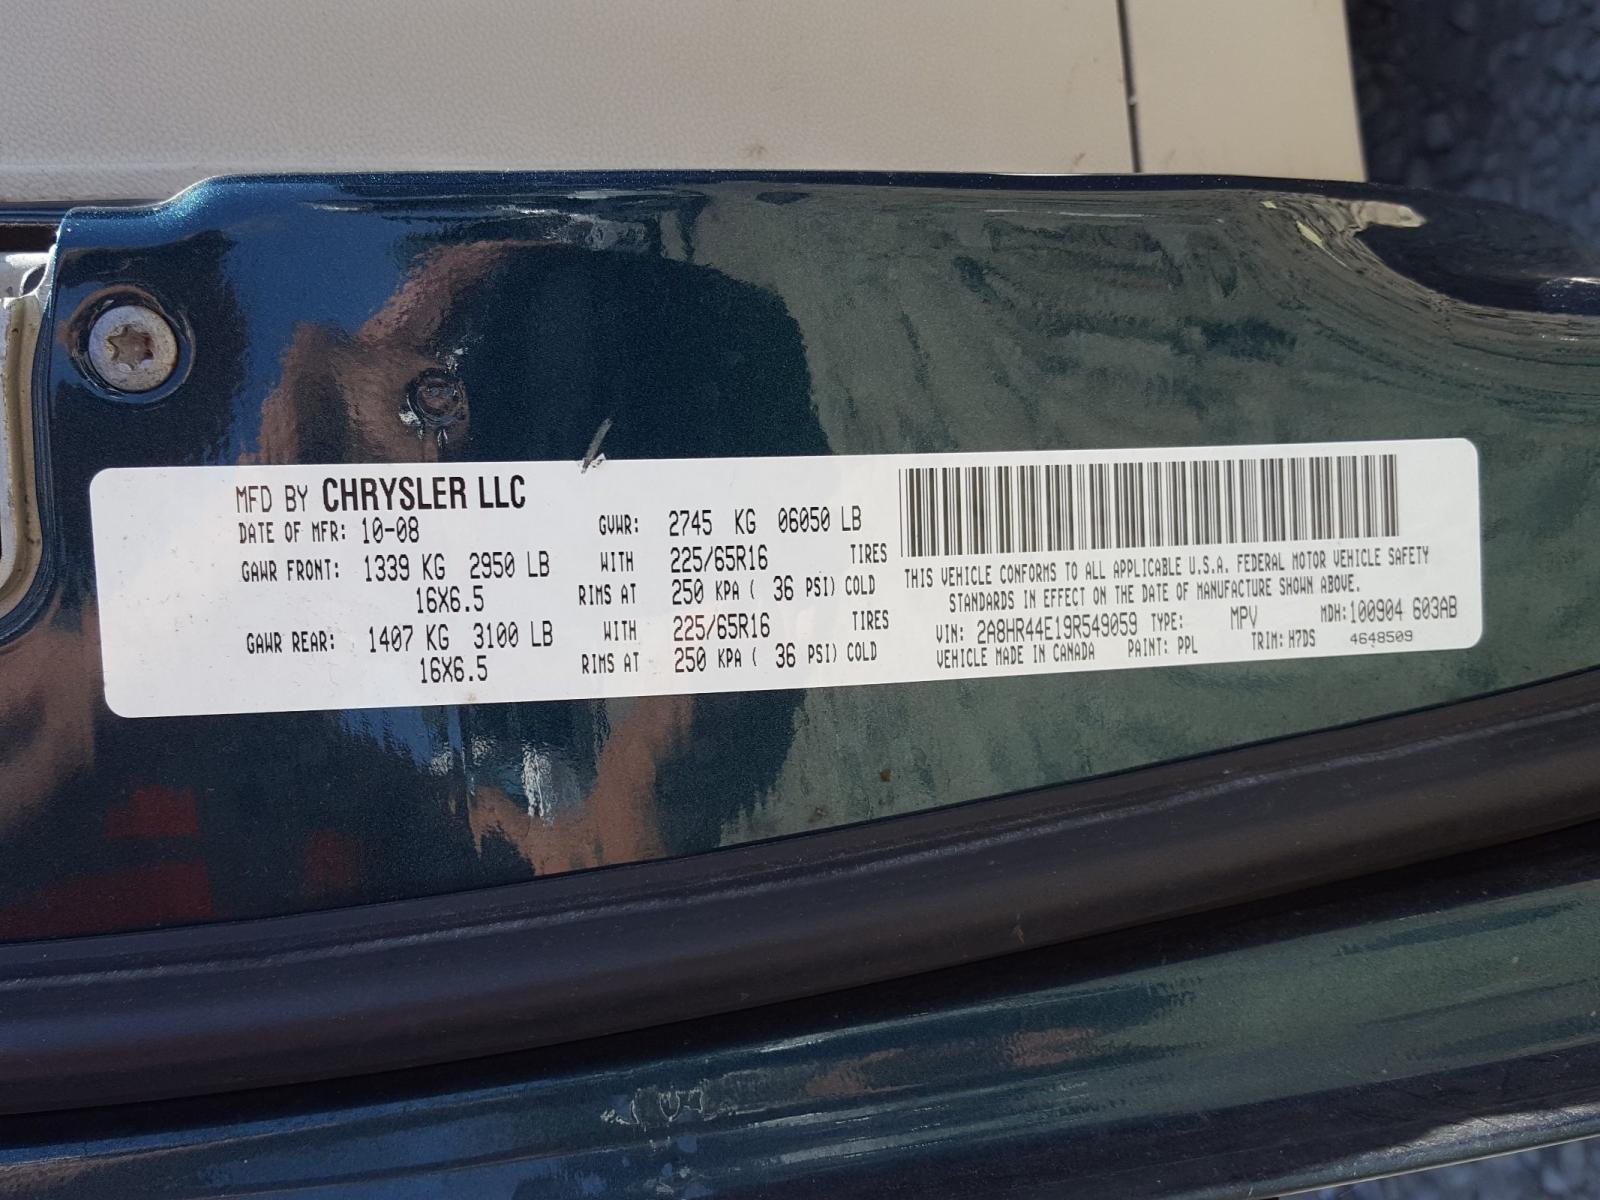 MFD BY CHRYSLER LLC
DATE OF MFR: 10-08 GVWR: 2745 KG 06050 LB
GAWR FRONT: 1339 KG 2950 LB WITH 225/65R16 TIRES
16X6.5 RIMS AT 250 KPA ( 36 PSI) COLD
GAWR REAR: 1407 KG 3100 LB WITH 225/65R16 TIRES
16X6.5 RIMS AT 250 KPA ( 36 PSI) COLD
THIS VEHICLE CONFORMS TO ALL APPLICABLE U.S.A. FEDERAL MOTOR VEHICLE SAFETY
STANDARDS IN EFFECT ON THE DATE OF MANUFACTURE SHOWN ABOVE.
VIN: 2A8HR44E19R549059 TYPE: MPV MDH: 100904 603AB
VEHICLE MADE IN CANADA PAINT: PPL TRIM: H7DS 4648509